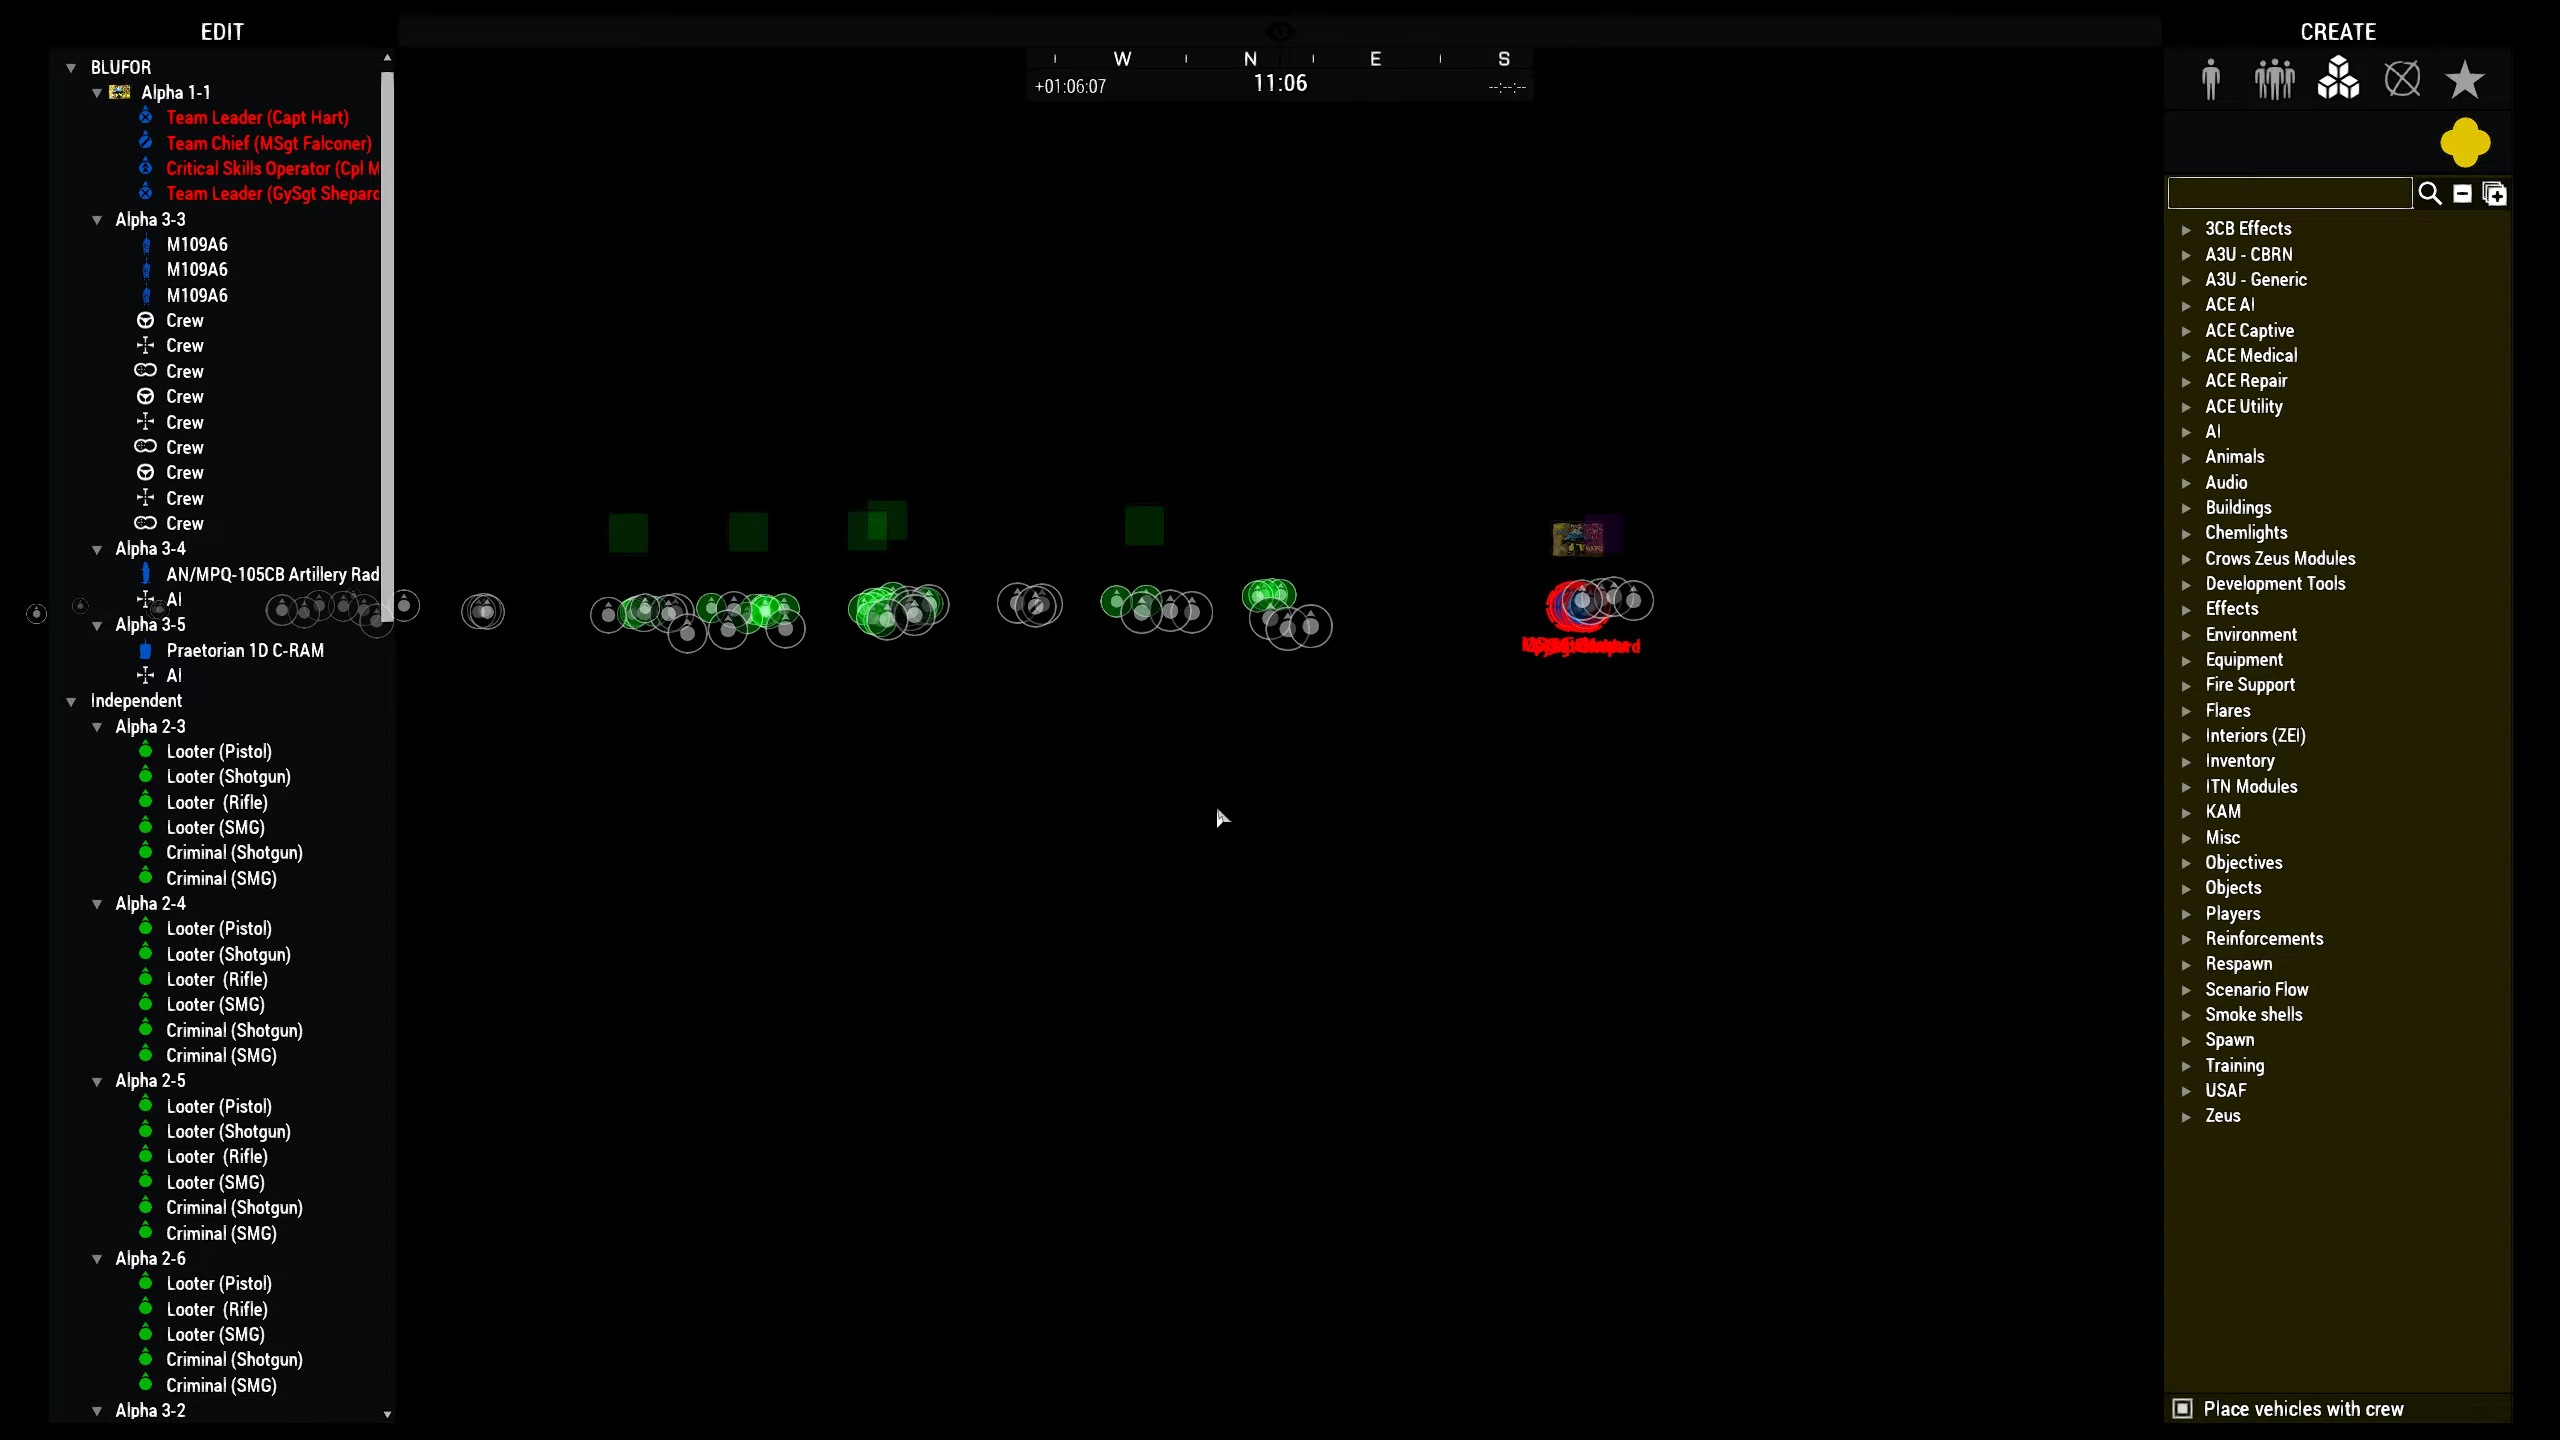 EDIT
BLUFOR
Alpha 1-1
Team Leader (Capt Hart)
Team Chief (MSgt Falconer)
Critical Skills Operator (Cpl M
Team Leader (GySgt Shepard
Alpha 3-3
M109A6
M109A6
M109A6
Crew
Crew
Crew
Crew
Crew
Crew
Crew
Crew
Crew
Alpha 3-4
AN/MPQ-105CB Artillery Rad
AI
Alpha 3-5
Praetorian 1D C-RAM
AI
Independent
Alpha 2-3
Looter (Pistol)
Looter (Shotgun)
Looter (Rifle)
Looter (SMG)
Criminal (Shotgun)
Criminal (SMG)
Alpha 2-4
Looter (Pistol)
Looter (Shotgun)
Looter (Rifle)
Looter (SMG)
Criminal (Shotgun)
Criminal (SMG)
Alpha 2-5
Looter (Pistol)
Looter (Shotgun)
Looter (Rifle)
Looter (SMG)
Criminal (Shotgun)
Criminal (SMG)
Alpha 2-6
Looter (Pistol)
Looter (Rifle)
Looter (SMG)
Criminal (Shotgun)
Criminal (SMG)
Alpha 3-2
W N E S
+01:06:07 11:06 --:--:--
CREATE
3CB Effects
A3U - CBRN
A3U - Generic
ACE AI
ACE Captive
ACE Medical
ACE Repair
ACE Utility
AI
Animals
Audio
Buildings
Chemlights
Crows Zeus Modules
Development Tools
Effects
Environment
Equipment
Fire Support
Flares
Interiors (ZEI)
Inventory
ITN Modules
KAM
Misc
Objectives
Objects
Players
Reinforcements
Respawn
Scenario Flow
Smoke shells
Spawn
Training
USAF
Zeus
Place vehicles with crew